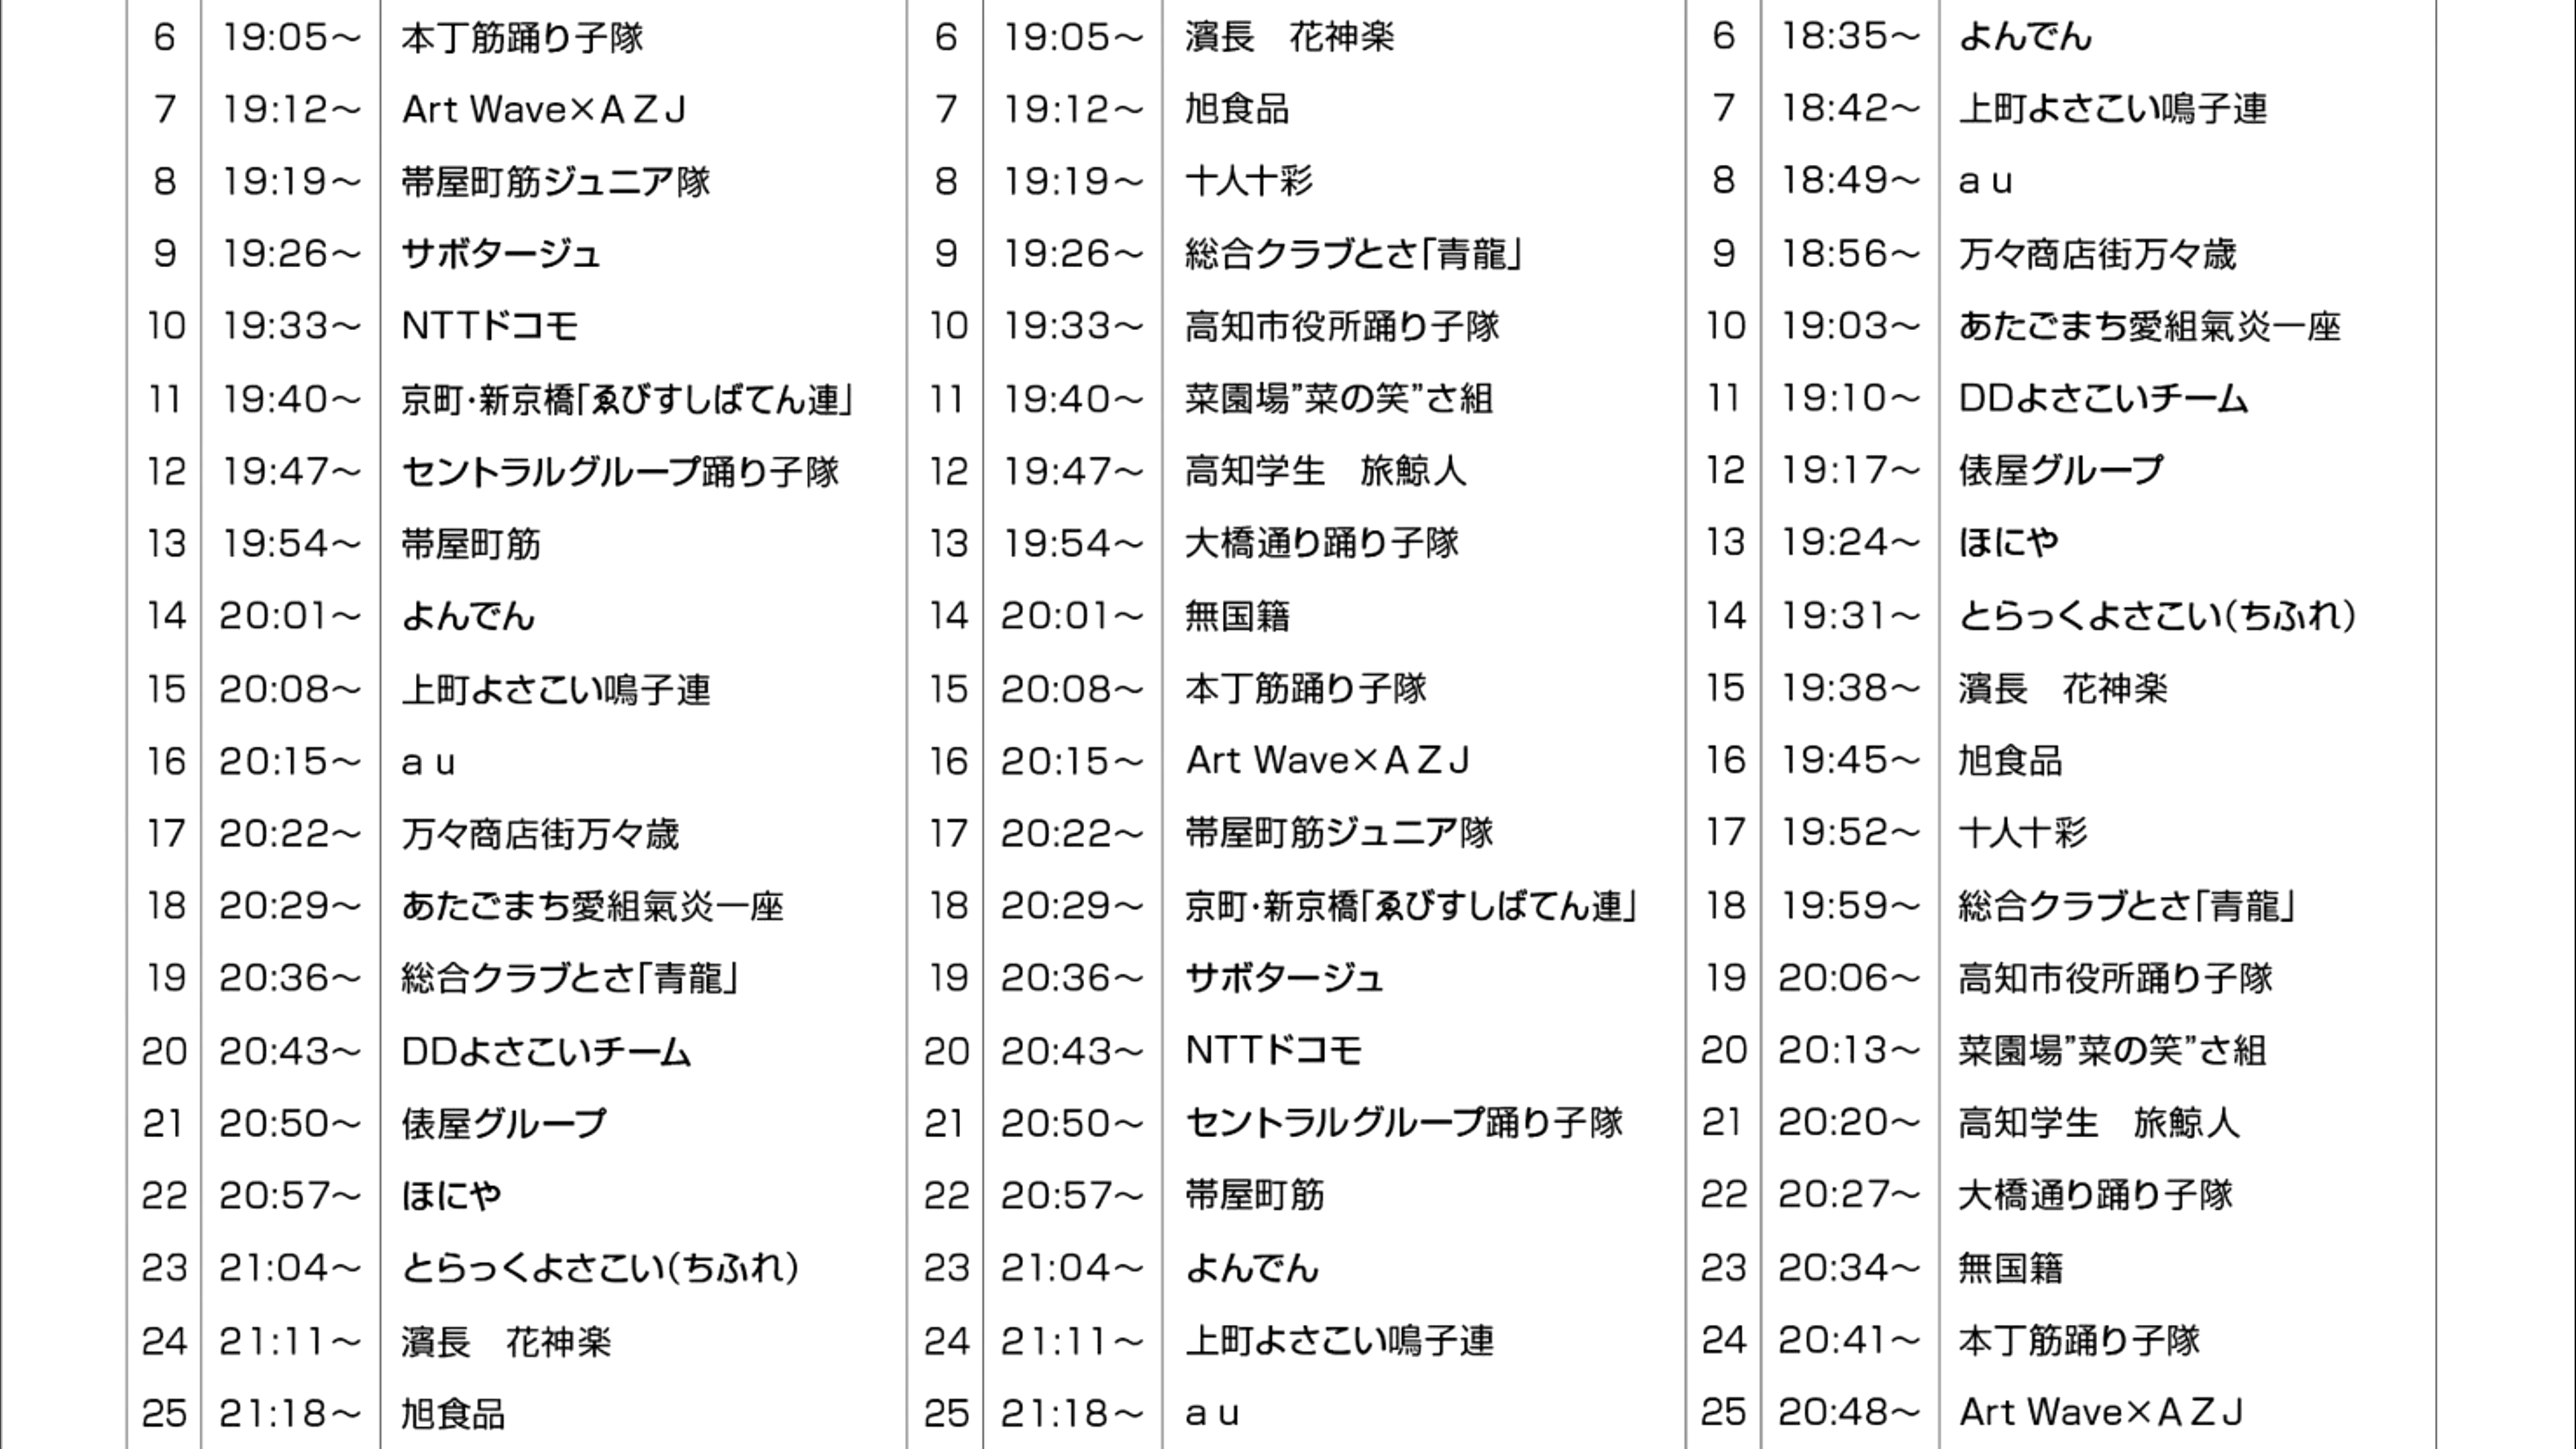 6 19:05～ 本丁筋踊り子隊 6 19:05～ 濱長　花神楽 6 18:35～ よんでん
7 19:12～ Art Wave×AZJ 7 19:12～ 旭食品 7 18:42～ 上町よさこい鳴子連
8 19:19～ 帯屋町筋ジュニア隊 8 19:19～ 十人十彩 8 18:49～ au
9 19:26～ サボタージュ 9 19:26～ 総合クラブとさ「青龍」 9 18:56～ 万々商店街万々歳
10 19:33～ NTTドコモ 10 19:33～ 高知市役所踊り子隊 10 19:03～ あたごまち愛組氣炎一座
11 19:40～ 京町・新京橋「ゑびすしばてん連」 11 19:40～ 菜園場”菜の笑”さ組 11 19:10～ DDよさこいチーム
12 19:47～ セントラルグループ踊り子隊 12 19:47～ 高知学生　旅鯨人 12 19:17～ 俵屋グループ
13 19:54～ 帯屋町筋 13 19:54～ 大橋通り踊り子隊 13 19:24～ ほにや
14 20:01～ よんでん 14 20:01～ 無国籍 14 19:31～ とらっくよさこい（ちふれ）
15 20:08～ 上町よさこい鳴子連 15 20:08～ 本丁筋踊り子隊 15 19:38～ 濱長　花神楽
16 20:15～ au 16 20:15～ Art Wave×AZJ 16 19:45～ 旭食品
17 20:22～ 万々商店街万々歳 17 20:22～ 帯屋町筋ジュニア隊 17 19:52～ 十人十彩
18 20:29～ あたごまち愛組氣炎一座 18 20:29～ 京町・新京橋「ゑびすしばてん連」 18 19:59～ 総合クラブとさ「青龍」
19 20:36～ 総合クラブとさ「青龍」 19 20:36～ サボタージュ 19 20:06～ 高知市役所踊り子隊
20 20:43～ DDよさこいチーム 20 20:43～ NTTドコモ 20 20:13～ 菜園場”菜の笑”さ組
21 20:50～ 俵屋グループ 21 20:50～ セントラルグループ踊り子隊 21 20:20～ 高知学生　旅鯨人
22 20:57～ ほにや 22 20:57～ 帯屋町筋 22 20:27～ 大橋通り踊り子隊
23 21:04～ とらっくよさこい（ちふれ） 23 21:04～ よんでん 23 20:34～ 無国籍
24 21:11～ 濱長　花神楽 24 21:11～ 上町よさこい鳴子連 24 20:41～ 本丁筋踊り子隊
25 21:18～ 旭食品 25 21:18～ au 25 20:48～ Art Wave×AZJ